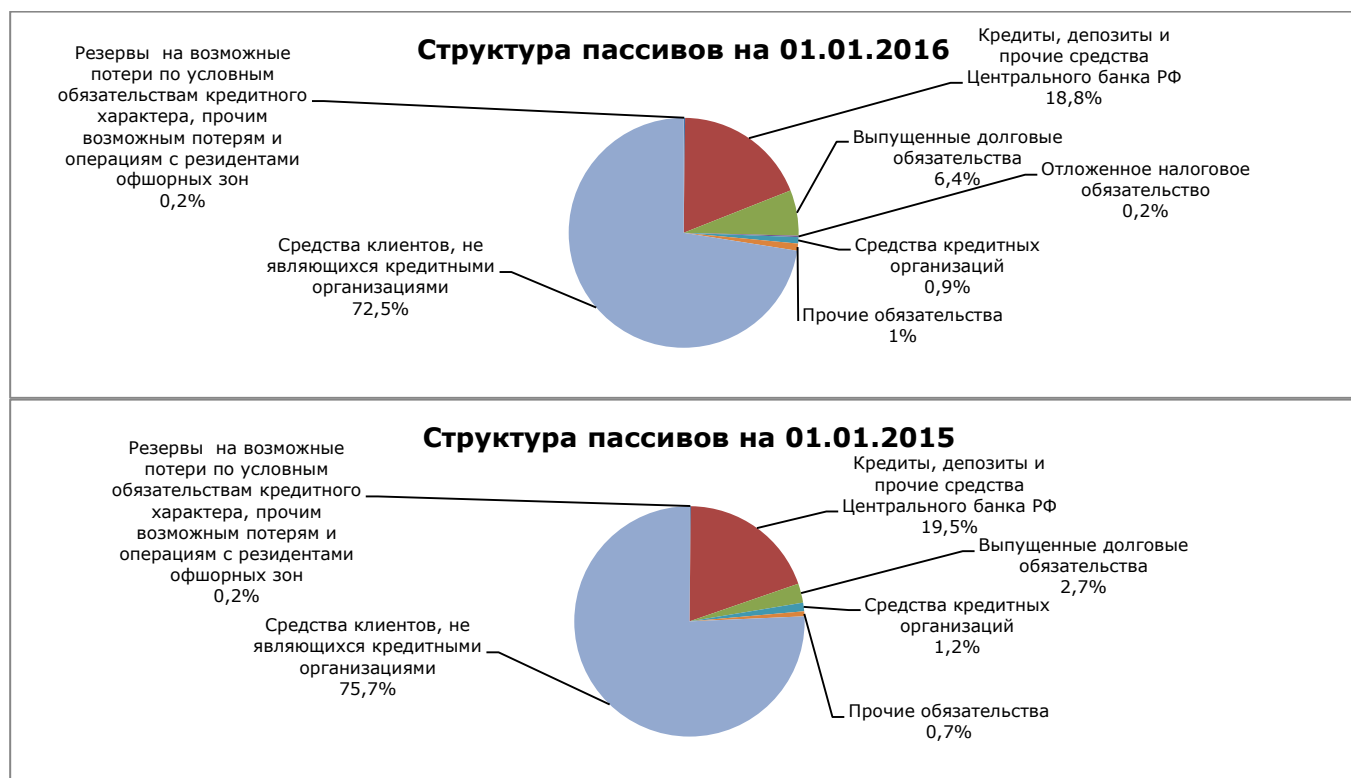 Структура пассивов на 01.01.2016
Резервы на возможные
потери по условным
обязательствам кредитного
характера, прочим
возможным потерям и
операциям с резидентами
офшорных зон
0,2%
Кредиты, депозиты и
прочие средства
Центрального банка РФ
18,8%
Выпущенные долговые
обязательства
6,4%
Отложенное налоговое
обязательство
0,2%
Средства кредитных
организаций
0,9%
Прочие обязательства
1%
Средства клиентов, не
являющихся кредитными
организациями
72,5%
Структура пассивов на 01.01.2015
Резервы на возможные
потери по условным
обязательствам кредитного
характера, прочим
возможным потерям и
операциям с резидентами
офшорных зон
0,2%
Кредиты, депозиты и
прочие средства
Центрального банка РФ
19,5%
Выпущенные долговые
обязательства
2,7%
Средства кредитных
организаций
1,2%
Прочие обязательства
0,7%
Средства клиентов, не
являющихся кредитными
организациями
75,7%